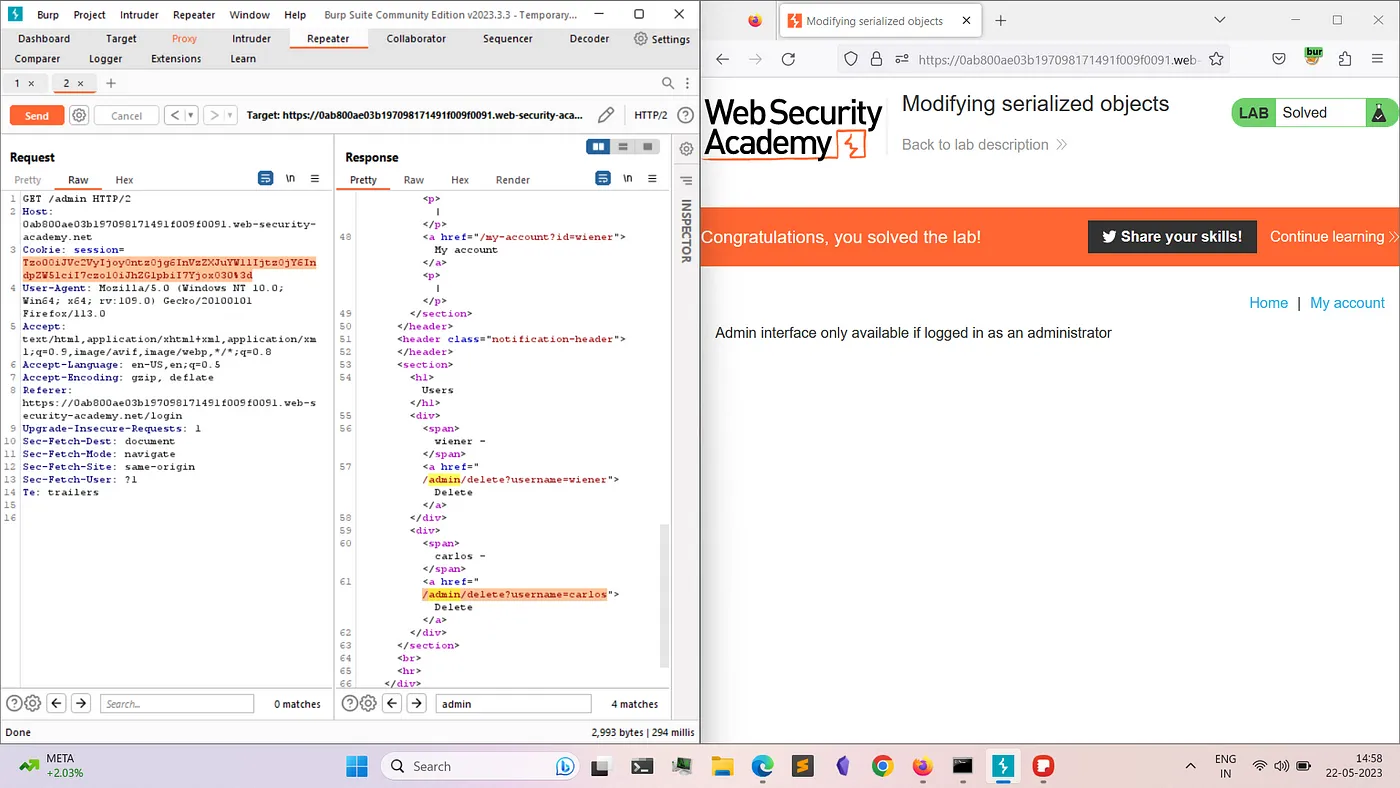 Burp Project Intruder Repeater Window Help Burp Suite Community Edition v2023.3.3 - Temporary...
Dashboard Target Proxy Intruder Repeater Collaborator Sequencer Decoder Settings
Comparer Logger Extensions Learn
1 × 2 × +
Send Cancel < > Target: https://0ab800ae03b197098171491f009f0091.web-security-aca... HTTP/2 ?
Request
Pretty Raw Hex \n
1 GET /admin HTTP/2
2 Host:
0ab800ae03b197098171491f009f0091.web-security-
academy.net
3 Cookie: session=
4 User-Agent: Mozilla/5.0 (Windows NT 10.0;
Win64; x64; rv:109.0) Gecko/20100101
Firefox/113.0
5 Accept:
text/html,application/xhtml+xml,application/xm
l;q=0.9,image/avif,image/webp,*/*;q=0.8
6 Accept-Language: en-US,en;q=0.5
7 Accept-Encoding: gzip, deflate
8 Referer:
https://0ab800ae03b197098171491f009f0091.web-s
ecurity-academy.net/login
9 Upgrade-Insecure-Requests: 1
10 Sec-Fetch-Dest: document
11 Sec-Fetch-Mode: navigate
12 Sec-Fetch-Site: same-origin
13 Sec-Fetch-User: ?1
14 Te: trailers
15
16
Search... 0 matches
Response
Pretty Raw Hex Render \n
<p>
|
</p>
48 <a href="/my-account?id=wiener">
My account
</a>
<p>
|
</p>
49 </section>
50 </header>
51 <header class="notification-header">
52 </header>
53 <section>
54 <h1>
Users
</h1>
55 <div>
56 <span>
wiener -
</span>
57 <a href="
/admin/delete?username=wiener">
Delete
</a>
58 </div>
59 <div>
60 <span>
carlos -
</span>
61 <a href="
/admin/delete?username=carlos">
Delete
</a>
62 </div>
63 </section>
64 <br>
65 <hr>
66 </div>
admin 4 matches
INSPECTOR
Done 2,993 bytes | 294 millis
Modifying serialized objects × +
https://0ab800ae03b197098171491f009f0091.web-
bur
Web Security
Academy
Modifying serialized objects
Back to lab description
LAB Solved
Congratulations, you solved the lab!
Share your skills!
Continue learning
Home | My account
Admin interface only available if logged in as an administrator
META
+2.03%
Search
ENG
IN
14:58
22-05-2023